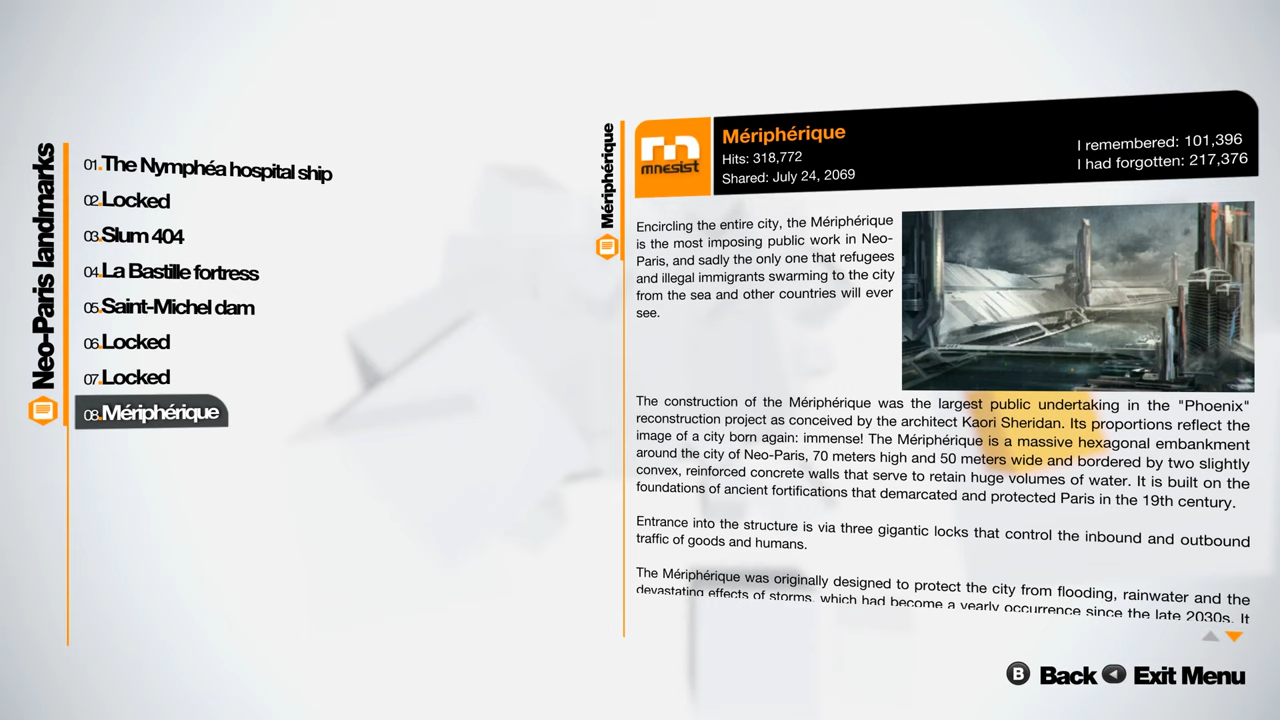 Neo-Paris landmarks
01.The Nymphéa hospital ship
02.Locked
03.Slum 404
04.La Bastille fortress
05.Saint-Michel dam
06.Locked
07.Locked
08.Mériphérique
Mériphérique
mnesist
Mériphérique
Hits: 318,772
Shared: July 24, 2069
I remembered: 101,396
I had forgotten: 217,376
Encircling the entire city, the Mériphérique
is the most imposing public work in Neo-
Paris, and sadly the only one that refugees
and illegal immigrants swarming to the city
from the sea and other countries will ever
see.
The construction of the Mériphérique was the largest public undertaking in the "Phoenix"
reconstruction project as conceived by the architect Kaori Sheridan. Its proportions reflect the
image of a city born again: immense! The Mériphérique is a massive hexagonal embankment
around the city of Neo-Paris, 70 meters high and 50 meters wide and bordered by two slightly
convex, reinforced concrete walls that serve to retain huge volumes of water. It is built on the
foundations of ancient fortifications that demarcated and protected Paris in the 19th century.
Entrance into the structure is via three gigantic locks that control the inbound and outbound
traffic of goods and humans.
The Mériphérique was originally designed to protect the city from flooding, rainwater and the
devastating effects of storms, which had become a yearly occurrence since the late 2030s. It
B Back Exit Menu